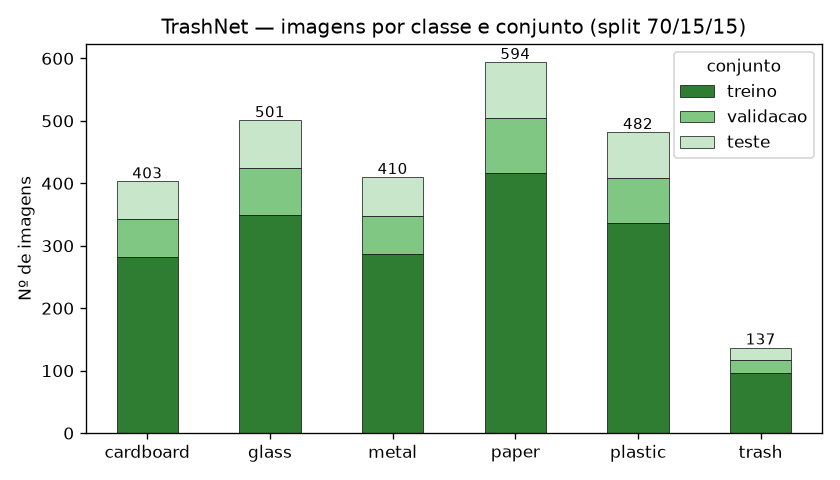 TrashNet — imagens por classe e conjunto (split 70/15/15)
Nº de imagens
600
500
400
300
200
100
0
403
501
410
594
482
137
conjunto
treino
validacao
teste
cardboard
glass
metal
paper
plastic
trash